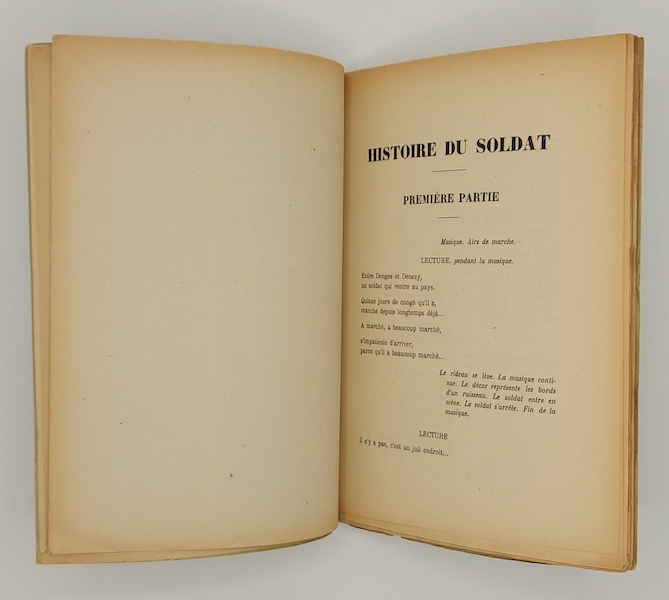 HISTOIRE DU SOLDAT
PREMIÈRE PARTIE
Musique. Airs de marche.
LECTURE, pendant la musique.
Entre Denges et Denezy,
un soldat qui rentre au pays.
Quinze jours de congé qu'il a,
marche depuis longtemps déjà...
A marché, a beaucoup marché,
s'impatiente d'arriver,
parce qu'il a beaucoup marché...
Le rideau se lève. La musique conti-
nue. Le décor représente les bords
d'un ruisseau. Le soldat entre en
scène. Le soldat s'arrête. Fin de la
musique.
LECTURE
Il n'y a pas, c'est un joli endroit...